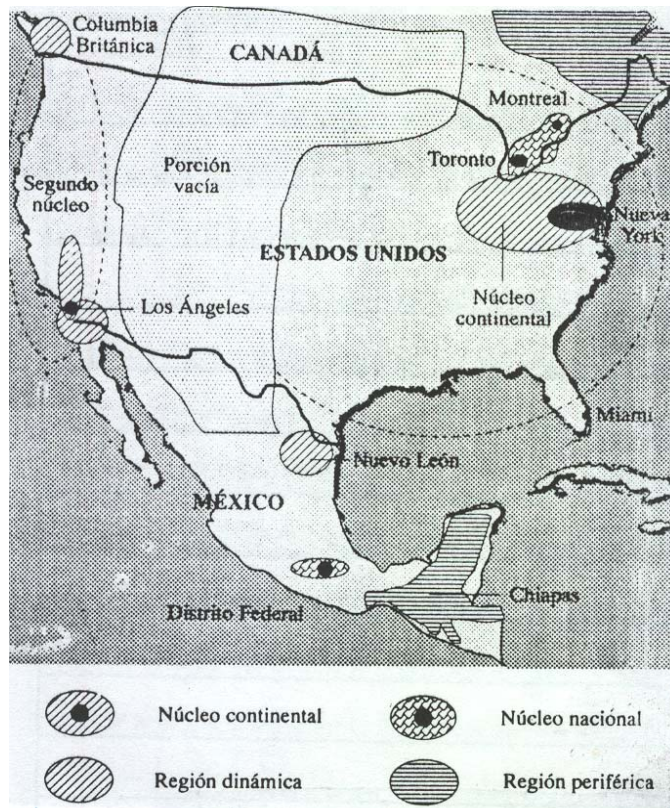 Columbia
Británica
CANADÁ
Montreal
Porción
vacía
Toronto
Segundo
núcleo
Nueva
York
ESTADOS UNIDOS
Los Ángeles
Núcleo
continental
Miami
Nuevo León
MÉXICO
Chiapas
Distrito Federal
Núcleo continental
Núcleo nacional
Región dinámica
Región periférica